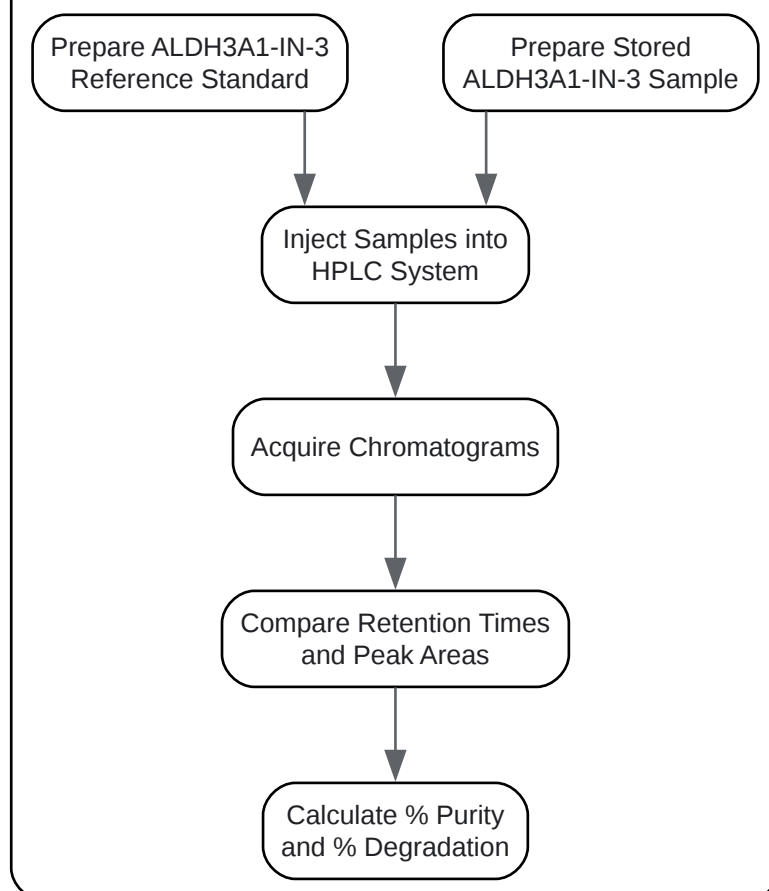 Prepare ALDH3A1-IN-3
Reference Standard
Prepare Stored
ALDH3A1-IN-3 Sample
Inject Samples into
HPLC System
Acquire Chromatograms
Compare Retention Times
and Peak Areas
Calculate % Purity
and % Degradation